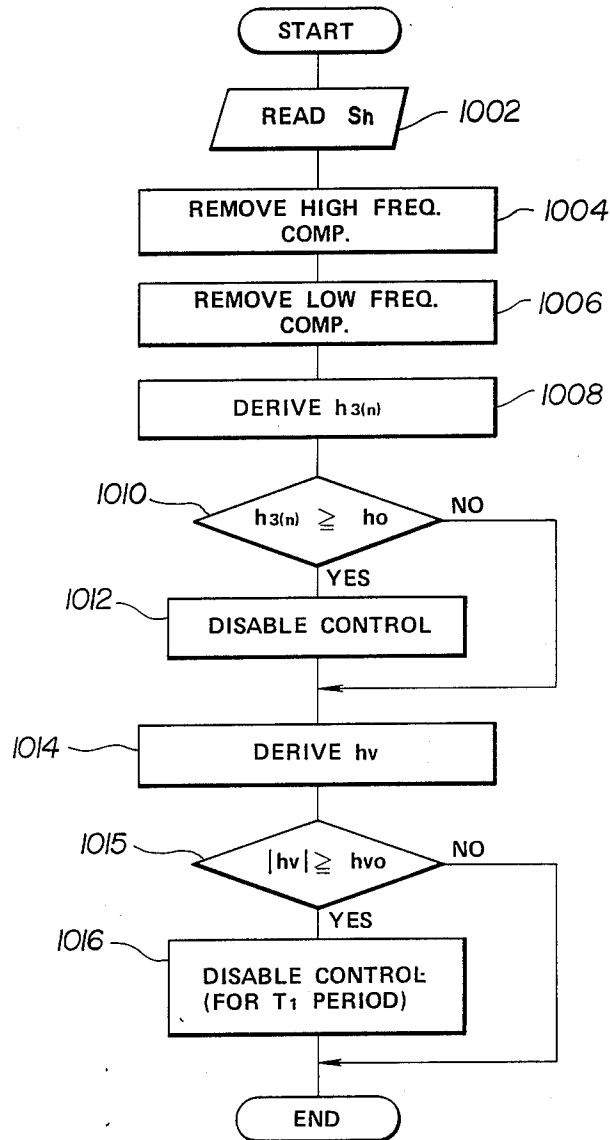 START
READ Sh
1002
REMOVE HIGH FREQ.
COMP.
1004
REMOVE LOW FREQ.
COMP.
1006
DERIVE h3(n)
1008
1010
h3(n) ≧ ho
NO
YES
1012
DISABLE CONTROL
1014
DERIVE hv
1015
|hv| ≧ hvo
NO
YES
1016
DISABLE CONTROL
(FOR T1 PERIOD)
END